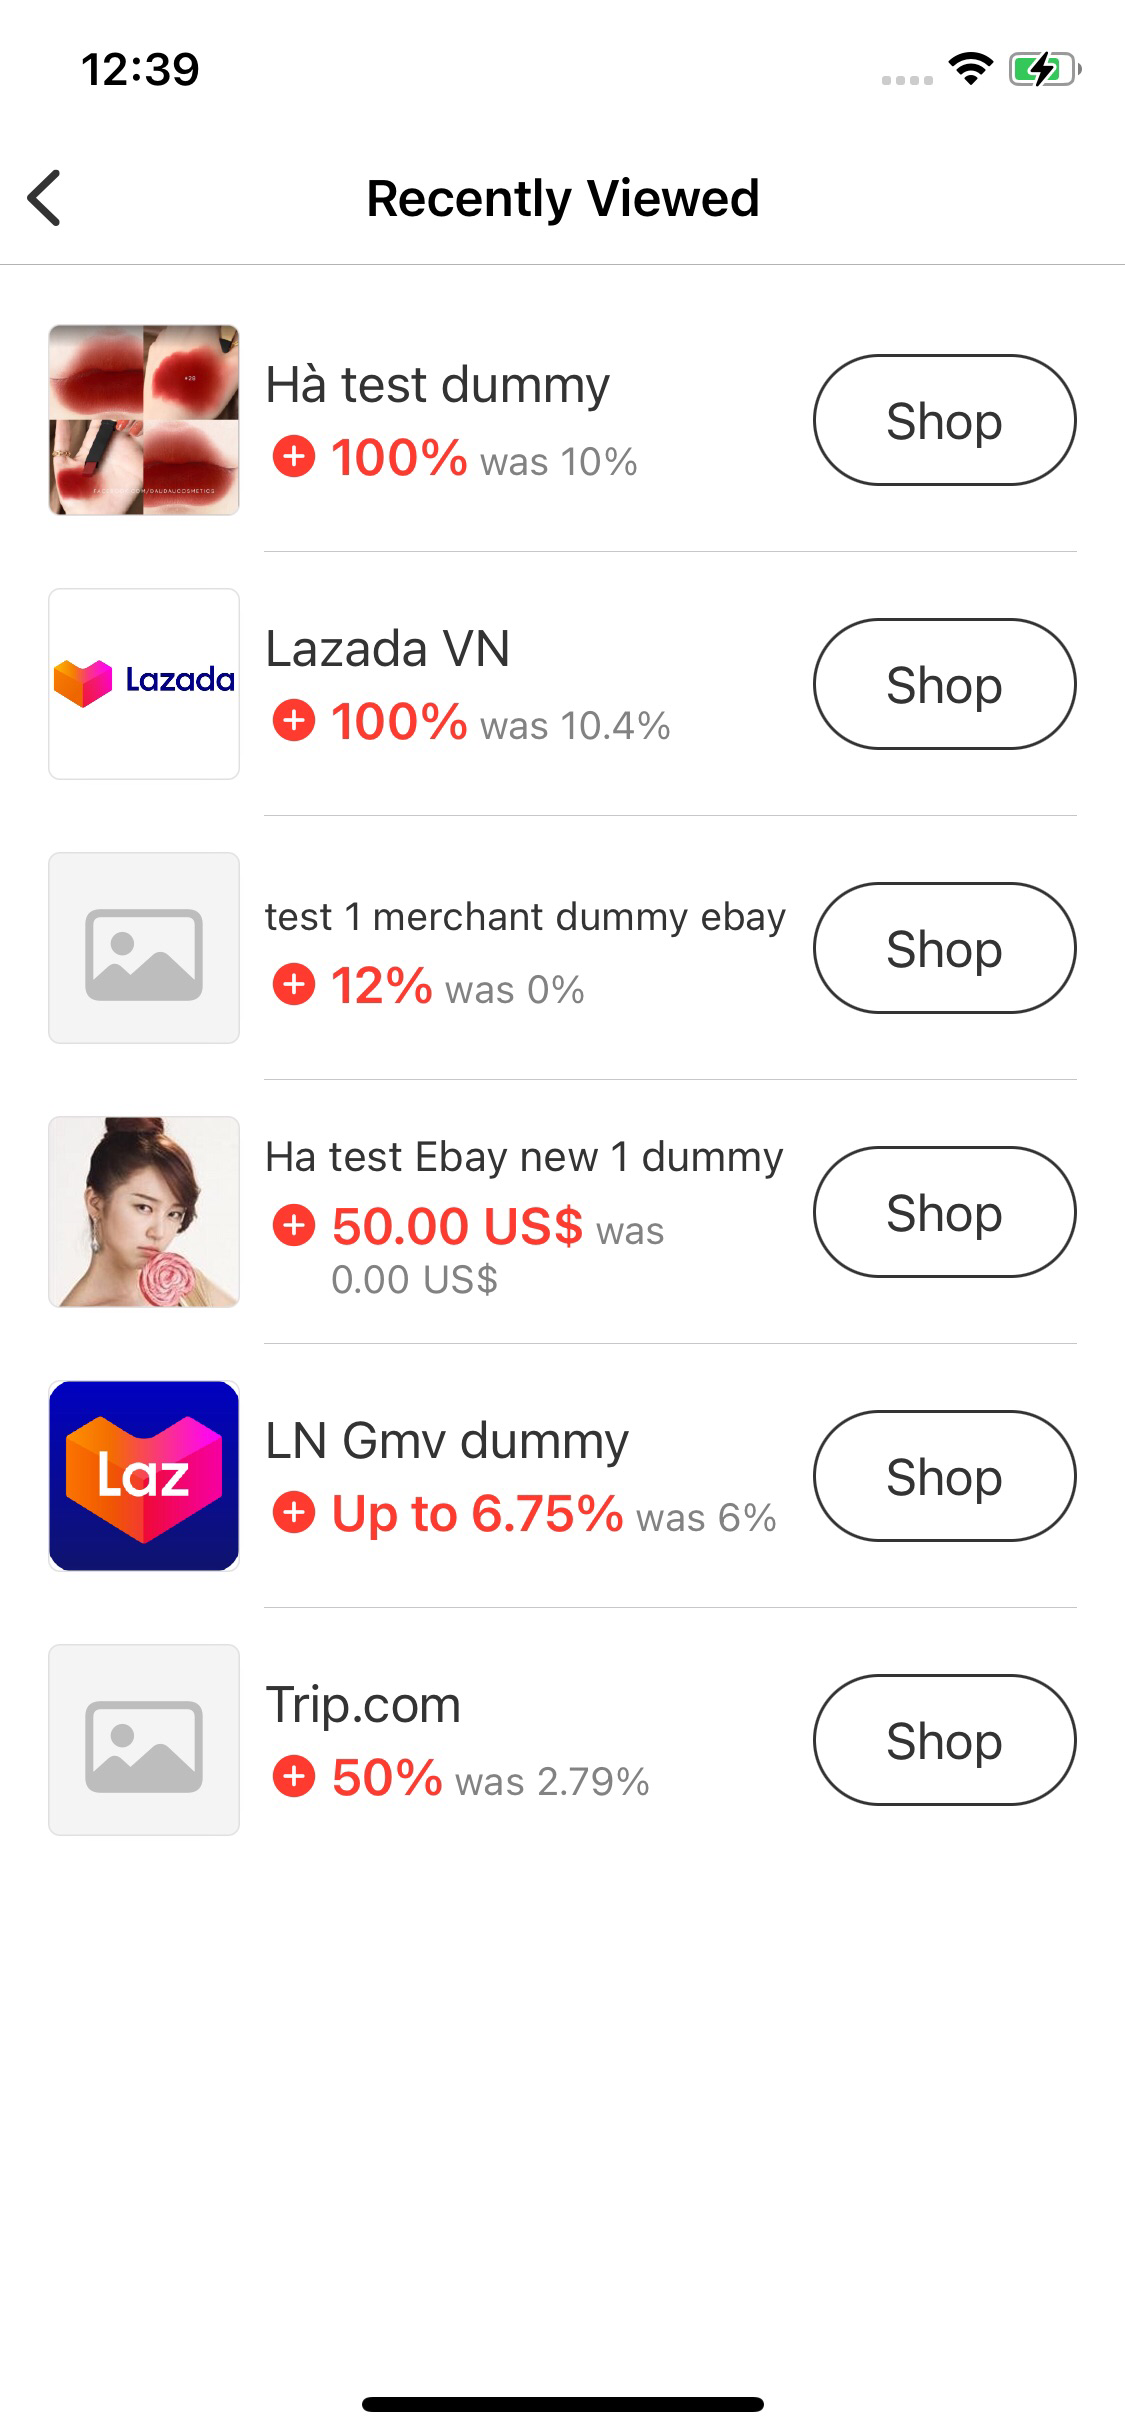 12:39
Recently Viewed
Hà test dummy
100% was 10%
Shop
FACEBOOK.COM/DAUDAUCOSMETICS
Lazada
Lazada VN
100% was 10.4%
Shop
test 1 merchant dummy ebay
12% was 0%
Shop
Ha test Ebay new 1 dummy
50.00 US$ was
0.00 US$
Shop
Laz
LN Gmv dummy
Up to 6.75% was 6%
Shop
Trip.com
50% was 2.79%
Shop